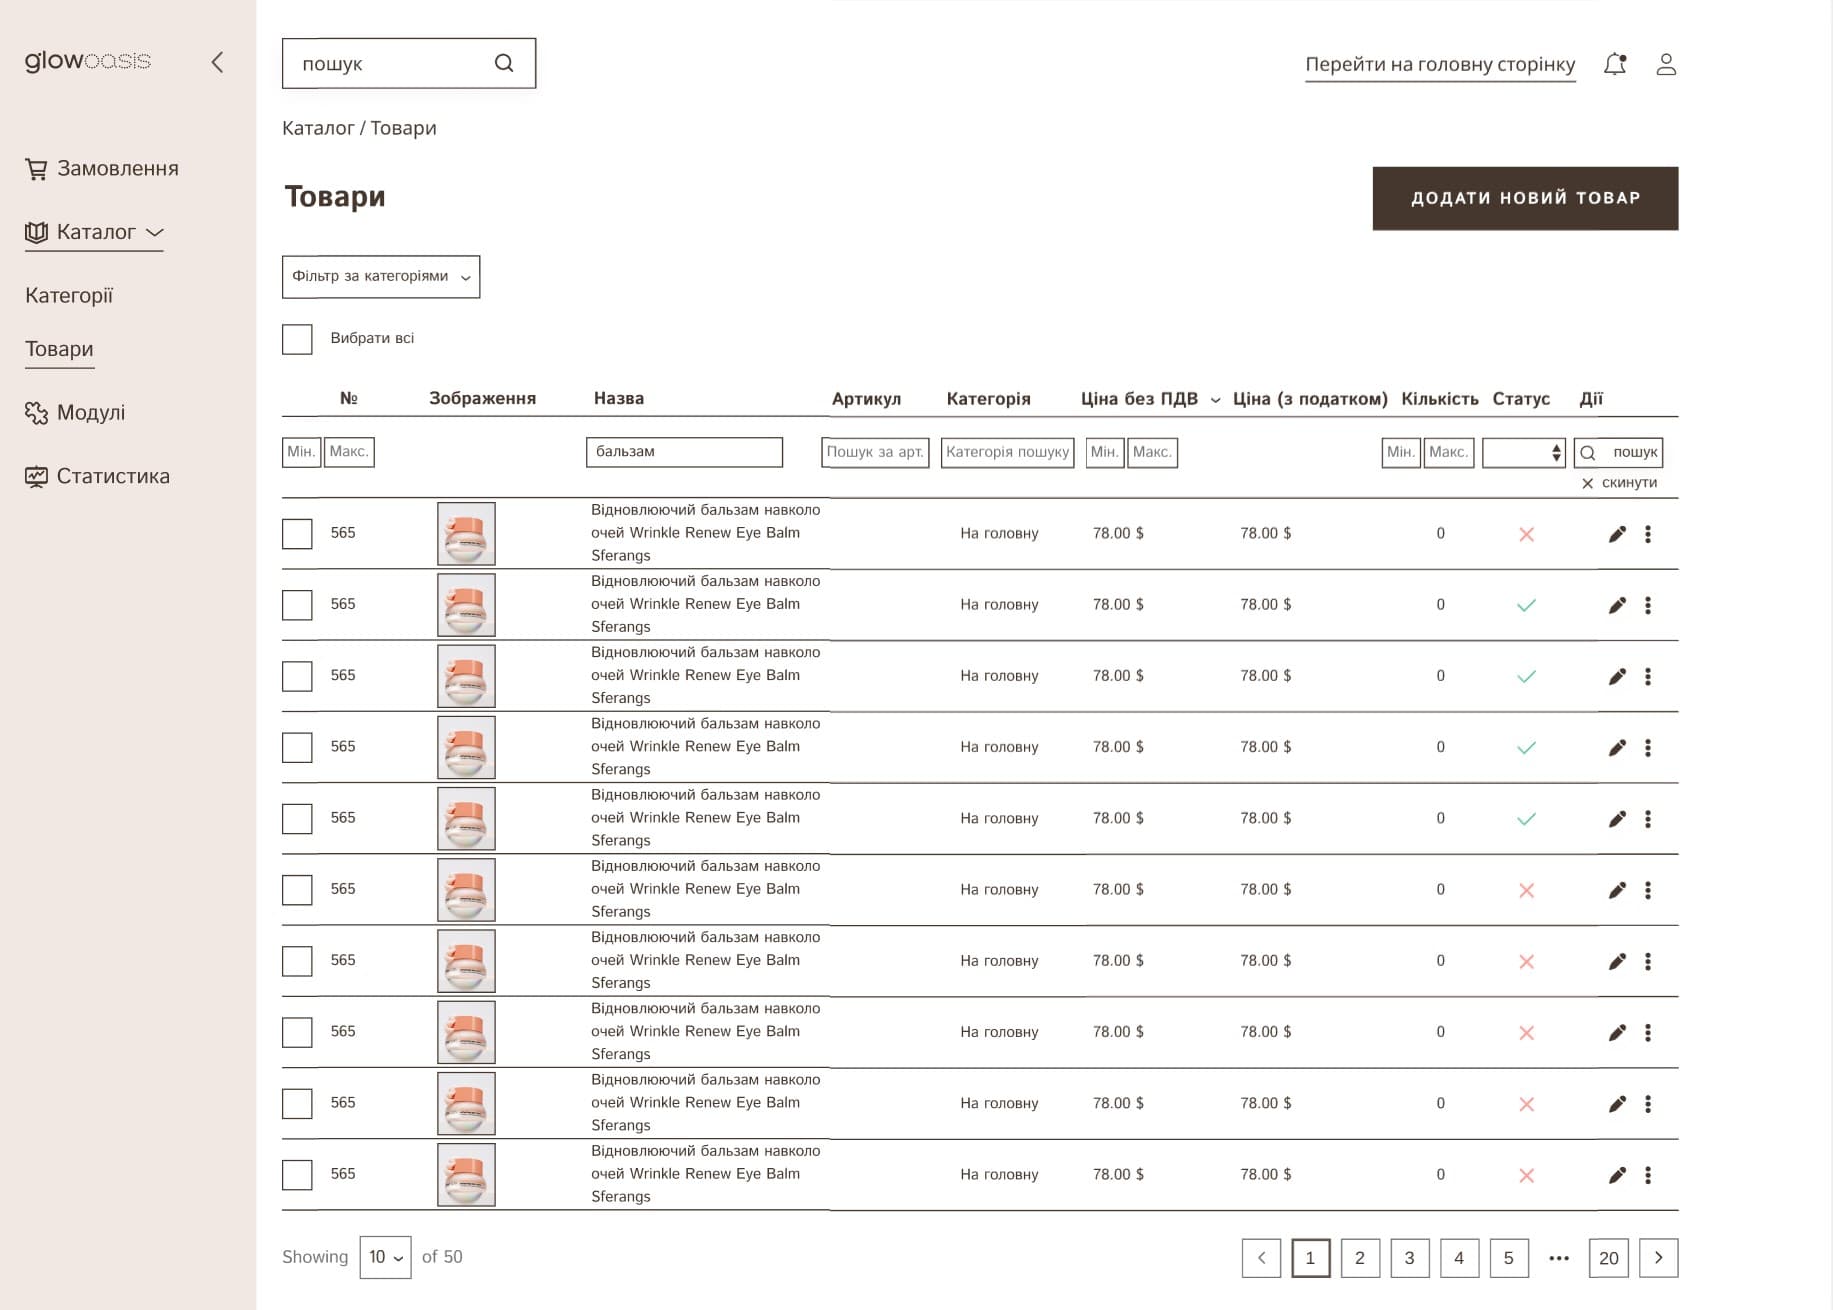 glowoasis
пошук
Перейти на головну сторінку
Каталог / Товари
Замовлення
Каталог
Категорії
Товари
Модулі
Статистика
Товари
ДОДАТИ НОВИЙ ТОВАР
Фільтр за категоріями
Вибрати всі
№ Зображення Назва Артикул Категорія Ціна без ПДВ Ціна (з податком) Кількість Статус Дії
Мін. Макс. бальзам Пошук за арт. Категорія пошуку Мін. Макс. Мін. Макс. пошук
скинути
Відновлюючий бальзам навколо
565 очей Wrinkle Renew Eye Balm На головну 78.00 $ 78.00 $ 0
Sferangs
Відновлюючий бальзам навколо
565 очей Wrinkle Renew Eye Balm На головну 78.00 $ 78.00 $ 0
Sferangs
Відновлюючий бальзам навколо
565 очей Wrinkle Renew Eye Balm На головну 78.00 $ 78.00 $ 0
Sferangs
Відновлюючий бальзам навколо
565 очей Wrinkle Renew Eye Balm На головну 78.00 $ 78.00 $ 0
Sferangs
Відновлюючий бальзам навколо
565 очей Wrinkle Renew Eye Balm На головну 78.00 $ 78.00 $ 0
Sferangs
Відновлюючий бальзам навколо
565 очей Wrinkle Renew Eye Balm На головну 78.00 $ 78.00 $ 0
Sferangs
Відновлюючий бальзам навколо
565 очей Wrinkle Renew Eye Balm На головну 78.00 $ 78.00 $ 0
Sferangs
Відновлюючий бальзам навколо
565 очей Wrinkle Renew Eye Balm На головну 78.00 $ 78.00 $ 0
Sferangs
Відновлюючий бальзам навколо
565 очей Wrinkle Renew Eye Balm На головну 78.00 $ 78.00 $ 0
Sferangs
Відновлюючий бальзам навколо
565 очей Wrinkle Renew Eye Balm На головну 78.00 $ 78.00 $ 0
Sferangs
Showing 10 of 50
1 2 3 4 5 ••• 20